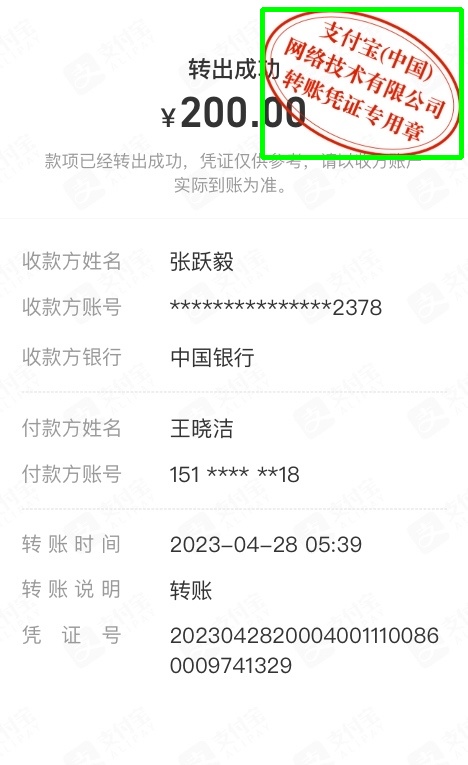 转出成功
¥200.00
支付宝(中国)
网络技术有限公司
转账凭证专用章
款项已经转出成功，凭证仅供参考，请以收方账户
实际到账为准。
收款方姓名 张跃毅
收款方账号 ***************2378
收款方银行 中国银行
付款方姓名 王晓洁
付款方账号 151 **** **18
转账时间 2023-04-28 05:39
转账说明 转账
凭证号 2023042820004001110086
0009741329